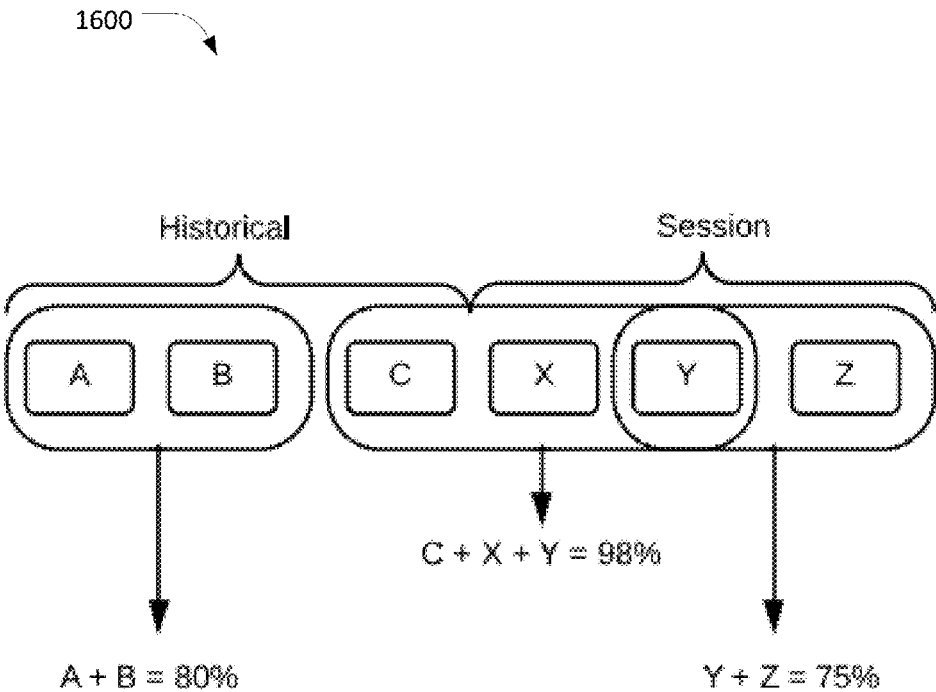 1600
Historical
Session
A
B
C
X
Y
Z
C + X + Y = 98%
A + B = 80%
Y + Z = 75%